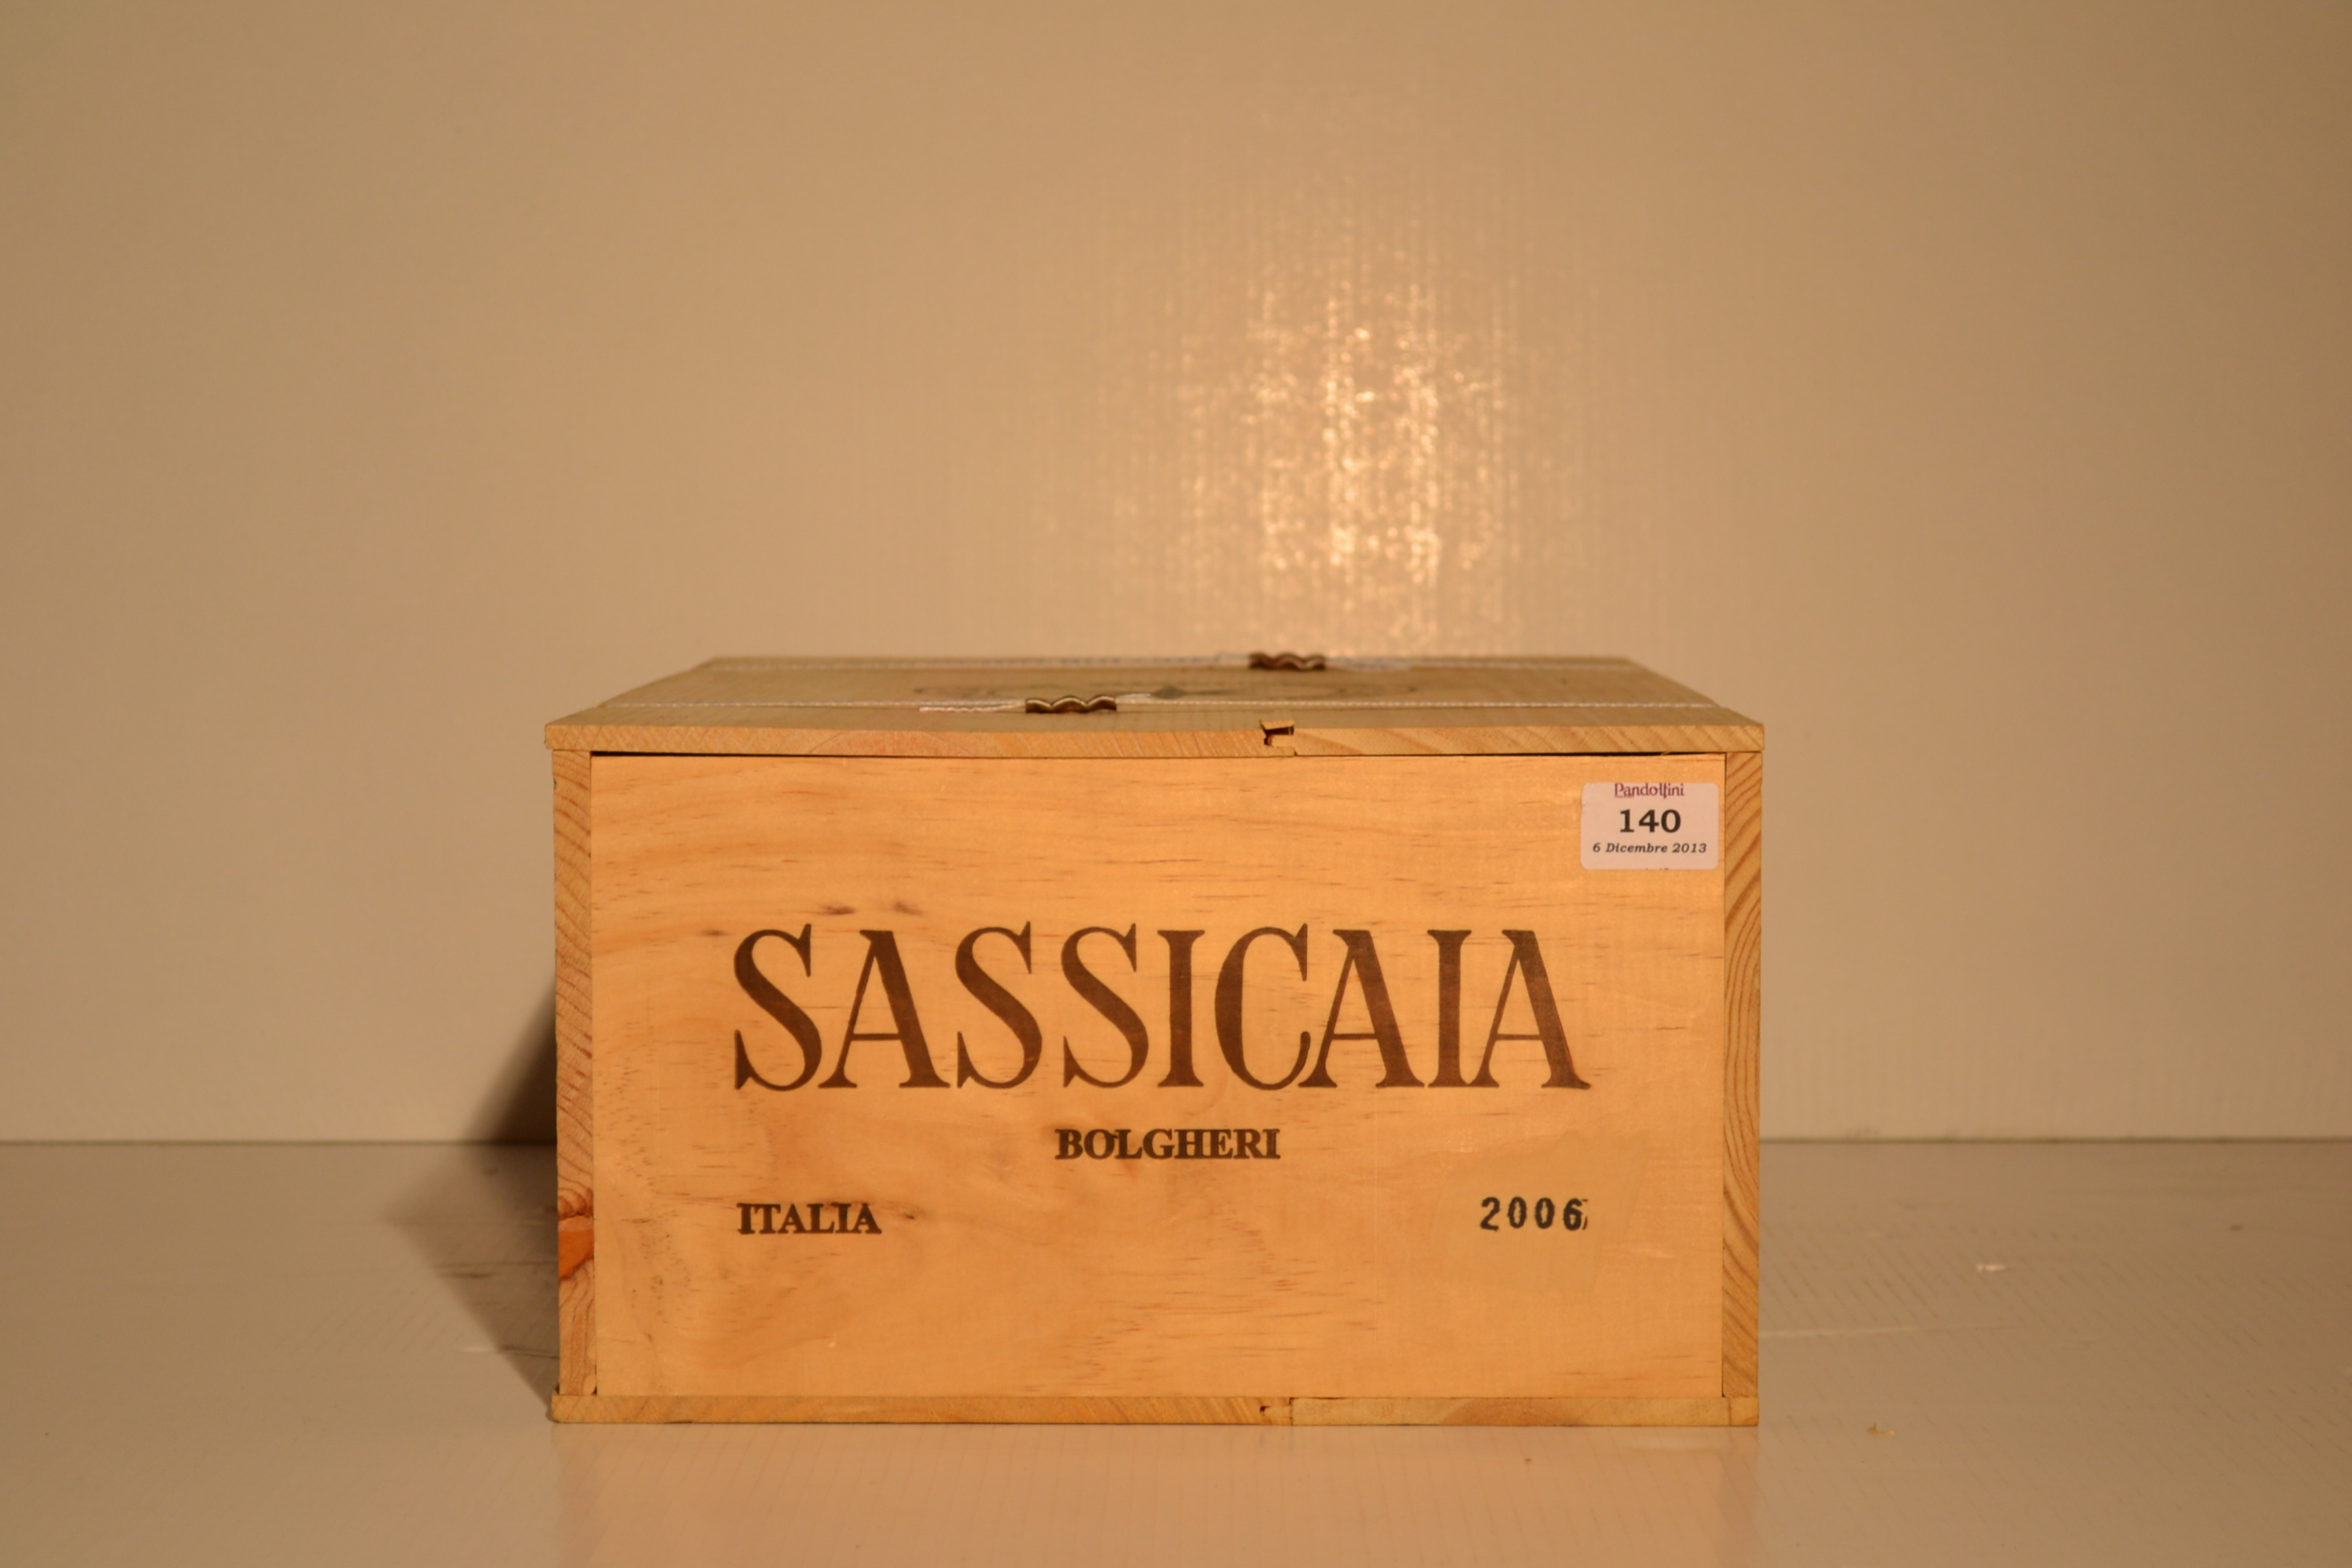 Pandolfini
140
6 Dicembre 2013
SASSICAIA
BOLGHERI
ITALIA 2006